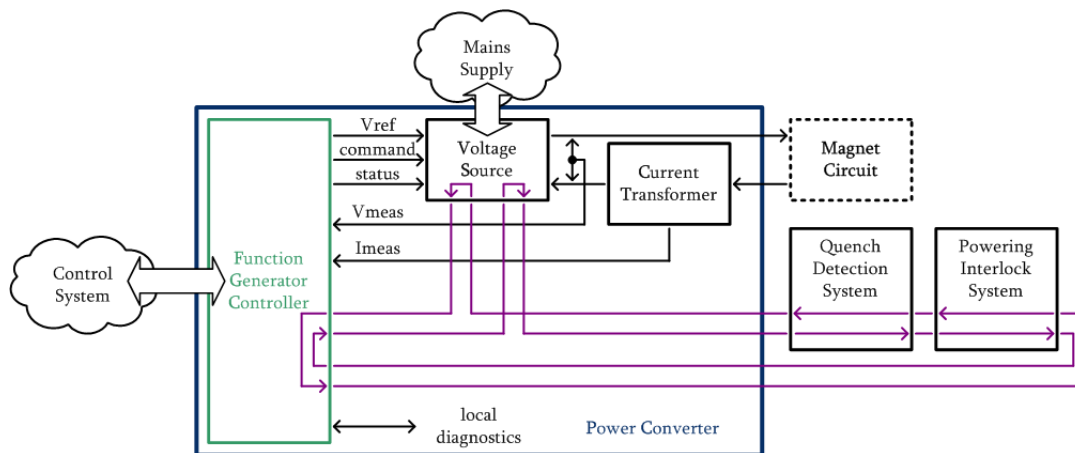 Mains
Supply
Vref
command
status
Voltage
Source
Current
Transformer
Magnet
Circuit
Vmeas
Imeas
Control
System
Function
Generator
Controller
Quench
Detection
System
Powering
Interlock
System
local
diagnostics
Power Converter